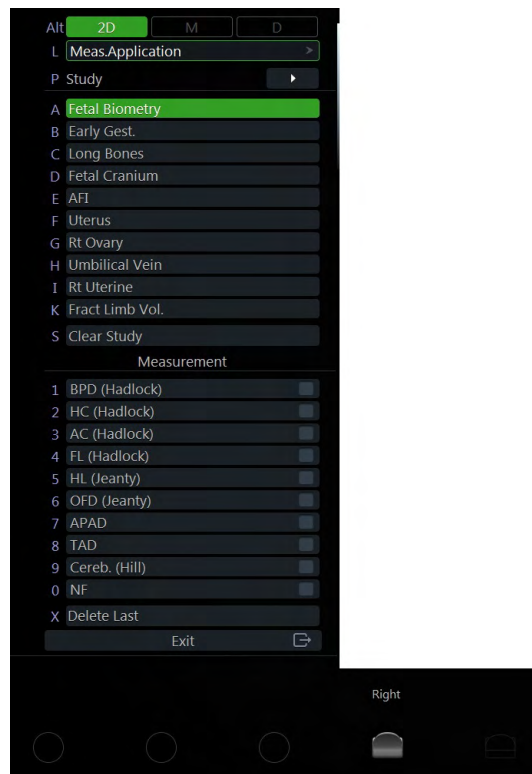 Alt 2D M D
L Meas.Application >
P Study
A Fetal Biometry
B Early Gest.
C Long Bones
D Fetal Cranium
E AFI
F Uterus
G Rt Ovary
H Umbilical Vein
I Rt Uterine
K Fract Limb Vol.
S Clear Study
Measurement
1 BPD (Hadlock)
2 HC (Hadlock)
3 AC (Hadlock)
4 FL (Hadlock)
5 HL (Jeanty)
6 OFD (Jeanty)
7 APAD
8 TAD
9 Cereb. (Hill)
0 NF
X Delete Last
Exit
Right